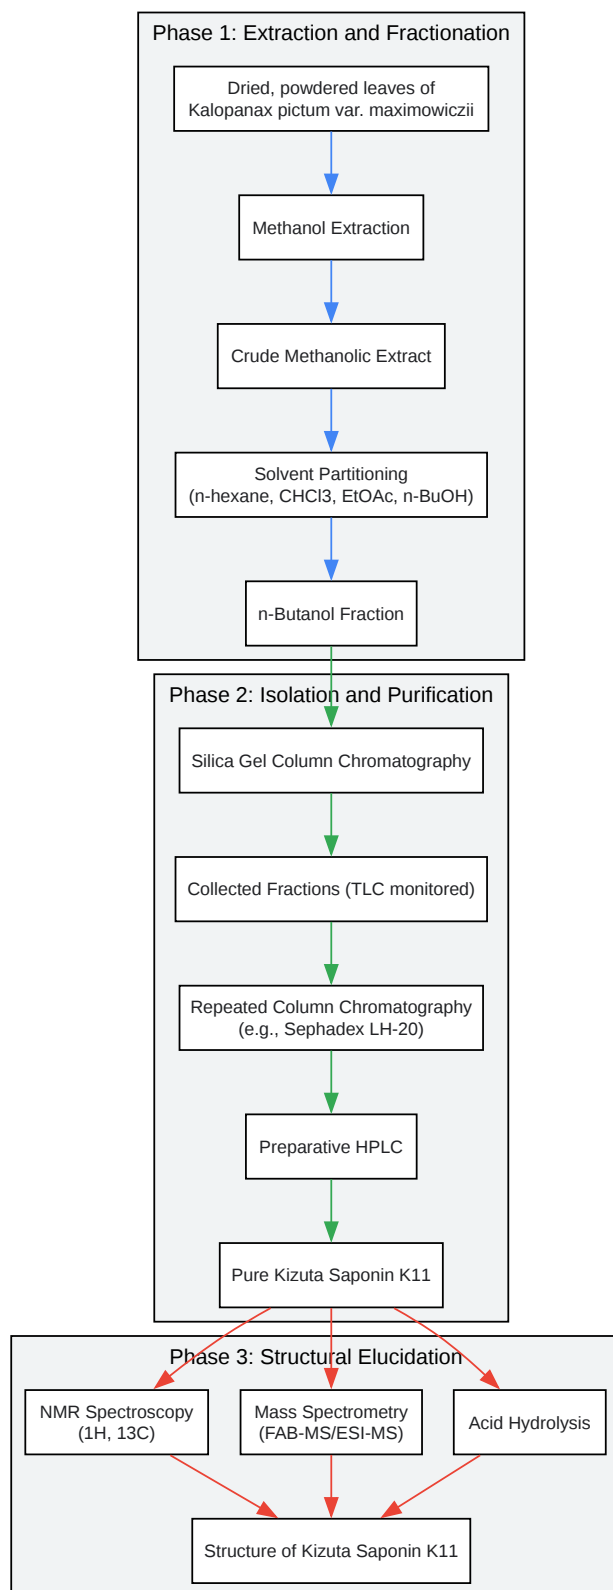 Phase 1: Extraction and Fractionation
Dried, powdered leaves of
Kalopanax pictum var. maximowiczii
Methanol Extraction
Crude Methanolic Extract
Solvent Partitioning
(n-hexane, CHCl3, EtOAc, n-BuOH)
n-Butanol Fraction
Phase 2: Isolation and Purification
Silica Gel Column Chromatography
Collected Fractions (TLC monitored)
Repeated Column Chromatography
(e.g., Sephadex LH-20)
Preparative HPLC
Pure Kizuta Saponin K11
Phase 3: Structural Elucidation
NMR Spectroscopy
(1H, 13C)
Mass Spectrometry
(FAB-MS/ESI-MS)
Acid Hydrolysis
Structure of Kizuta Saponin K11